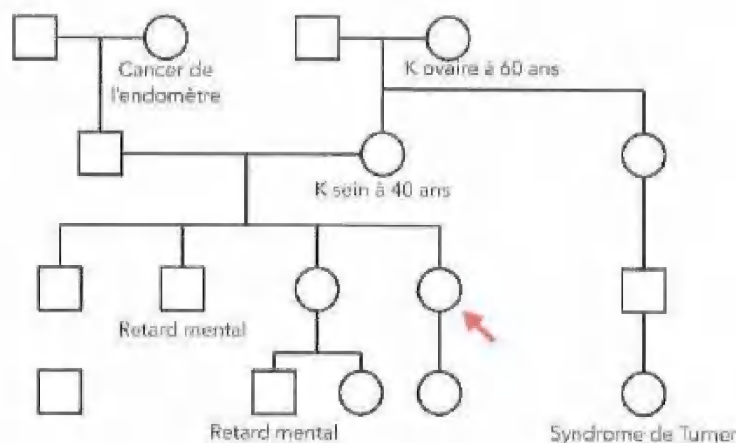 Cancer de
l'endomètre
K ovaire à 60 ans
K sein à 40 ans
Retard mental
Retard mental
Syndrome de Turner